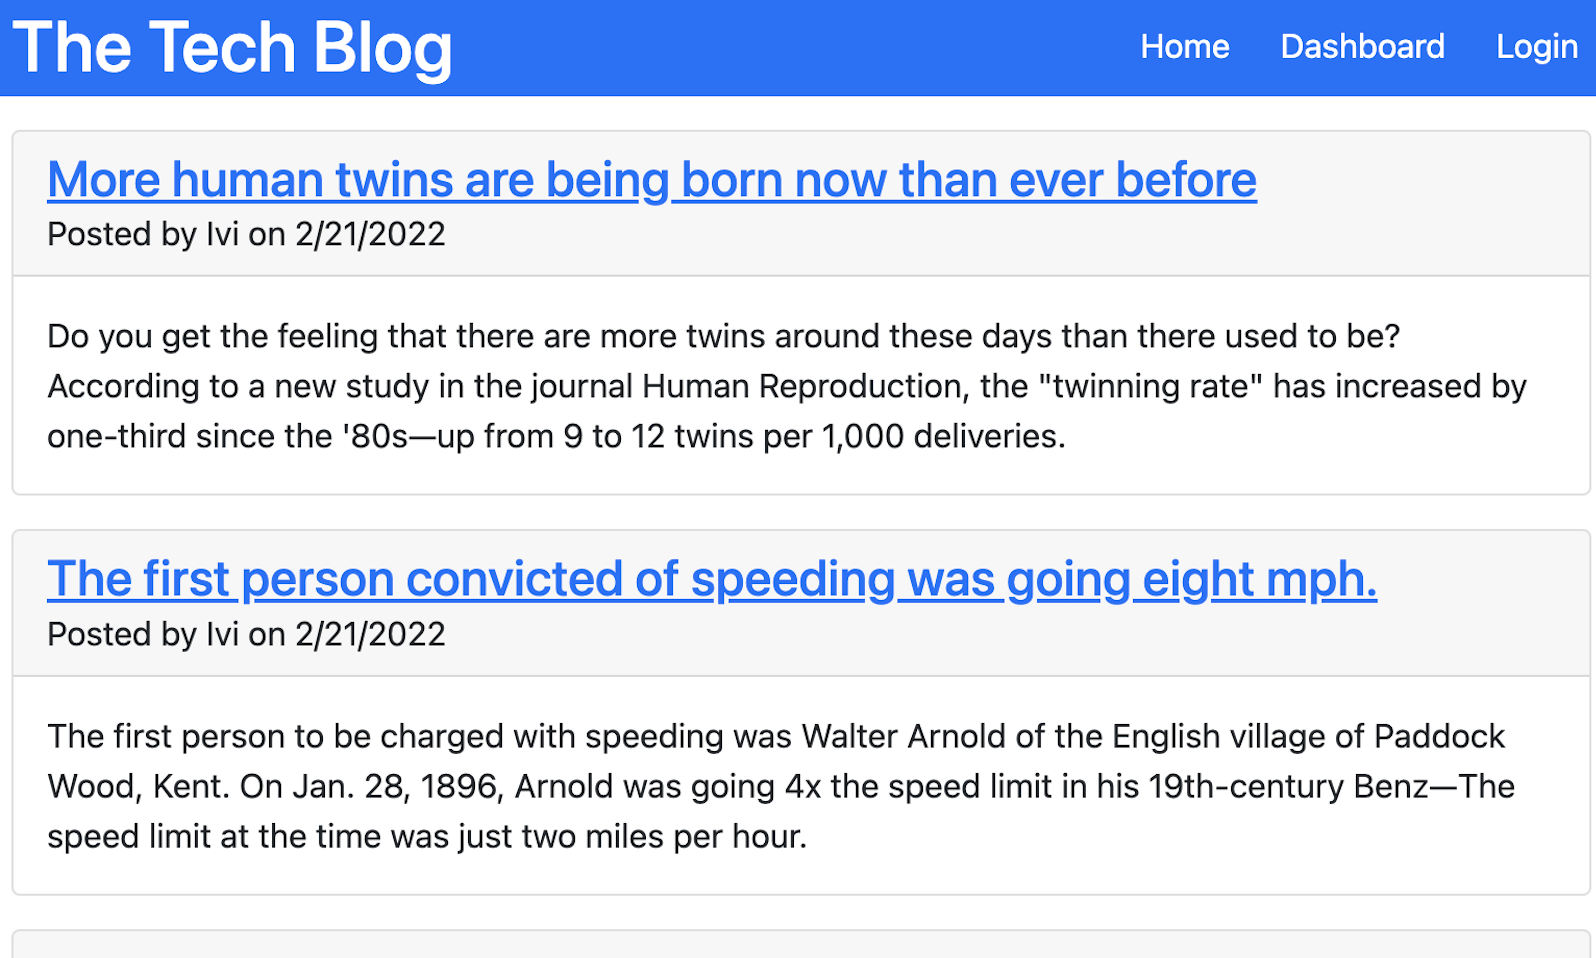 The Tech Blog
Home Dashboard Login
More human twins are being born now than ever before
Posted by Ivi on 2/21/2022
Do you get the feeling that there are more twins around these days than there used to be?
According to a new study in the journal Human Reproduction, the "twinning rate" has increased by
one-third since the '80s—up from 9 to 12 twins per 1,000 deliveries.
The first person convicted of speeding was going eight mph.
Posted by Ivi on 2/21/2022
The first person to be charged with speeding was Walter Arnold of the English village of Paddock
Wood, Kent. On Jan. 28, 1896, Arnold was going 4x the speed limit in his 19th-century Benz—The
speed limit at the time was just two miles per hour.